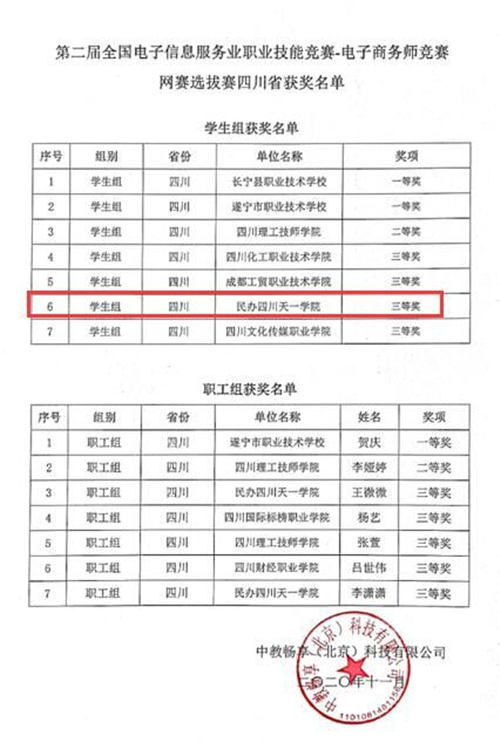 第二届全国电子信息服务业职业技能竞赛-电子商务师竞赛
网赛选拔赛四川省获奖名单
学生组获奖名单
序号 组别 省份 单位名称 奖项
1 学生组 四川 长宁县职业技术学校 一等奖
2 学生组 四川 遂宁市职业技术学校 一等奖
3 学生组 四川 四川理工技师学院 二等奖
4 学生组 四川 四川化工职业技术学院 三等奖
5 学生组 四川 成都工贸职业技术学院 三等奖
6 学生组 四川 民办四川天一学院 三等奖
7 学生组 四川 四川文化传媒职业学院 三等奖
职工组获奖名单
序号 组别 省份 单位名称 姓名 奖项
1 职工组 四川 遂宁市职业技术学校 贺庆 一等奖
2 职工组 四川 四川理工技师学院 李娅婷 二等奖
3 职工组 四川 民办四川天一学院 王微微 三等奖
4 职工组 四川 四川国际标榜职业学院 杨艺 三等奖
5 职工组 四川 四川理工技师学院 张萱 三等奖
6 职工组 四川 四川财经职业学院 吕世伟 三等奖
7 职工组 四川 民办四川天一学院 李潇潇 三等奖
中教畅享（北京）科技有限公司
二〇二〇年十一月
中教畅享（北京）科技有限公司